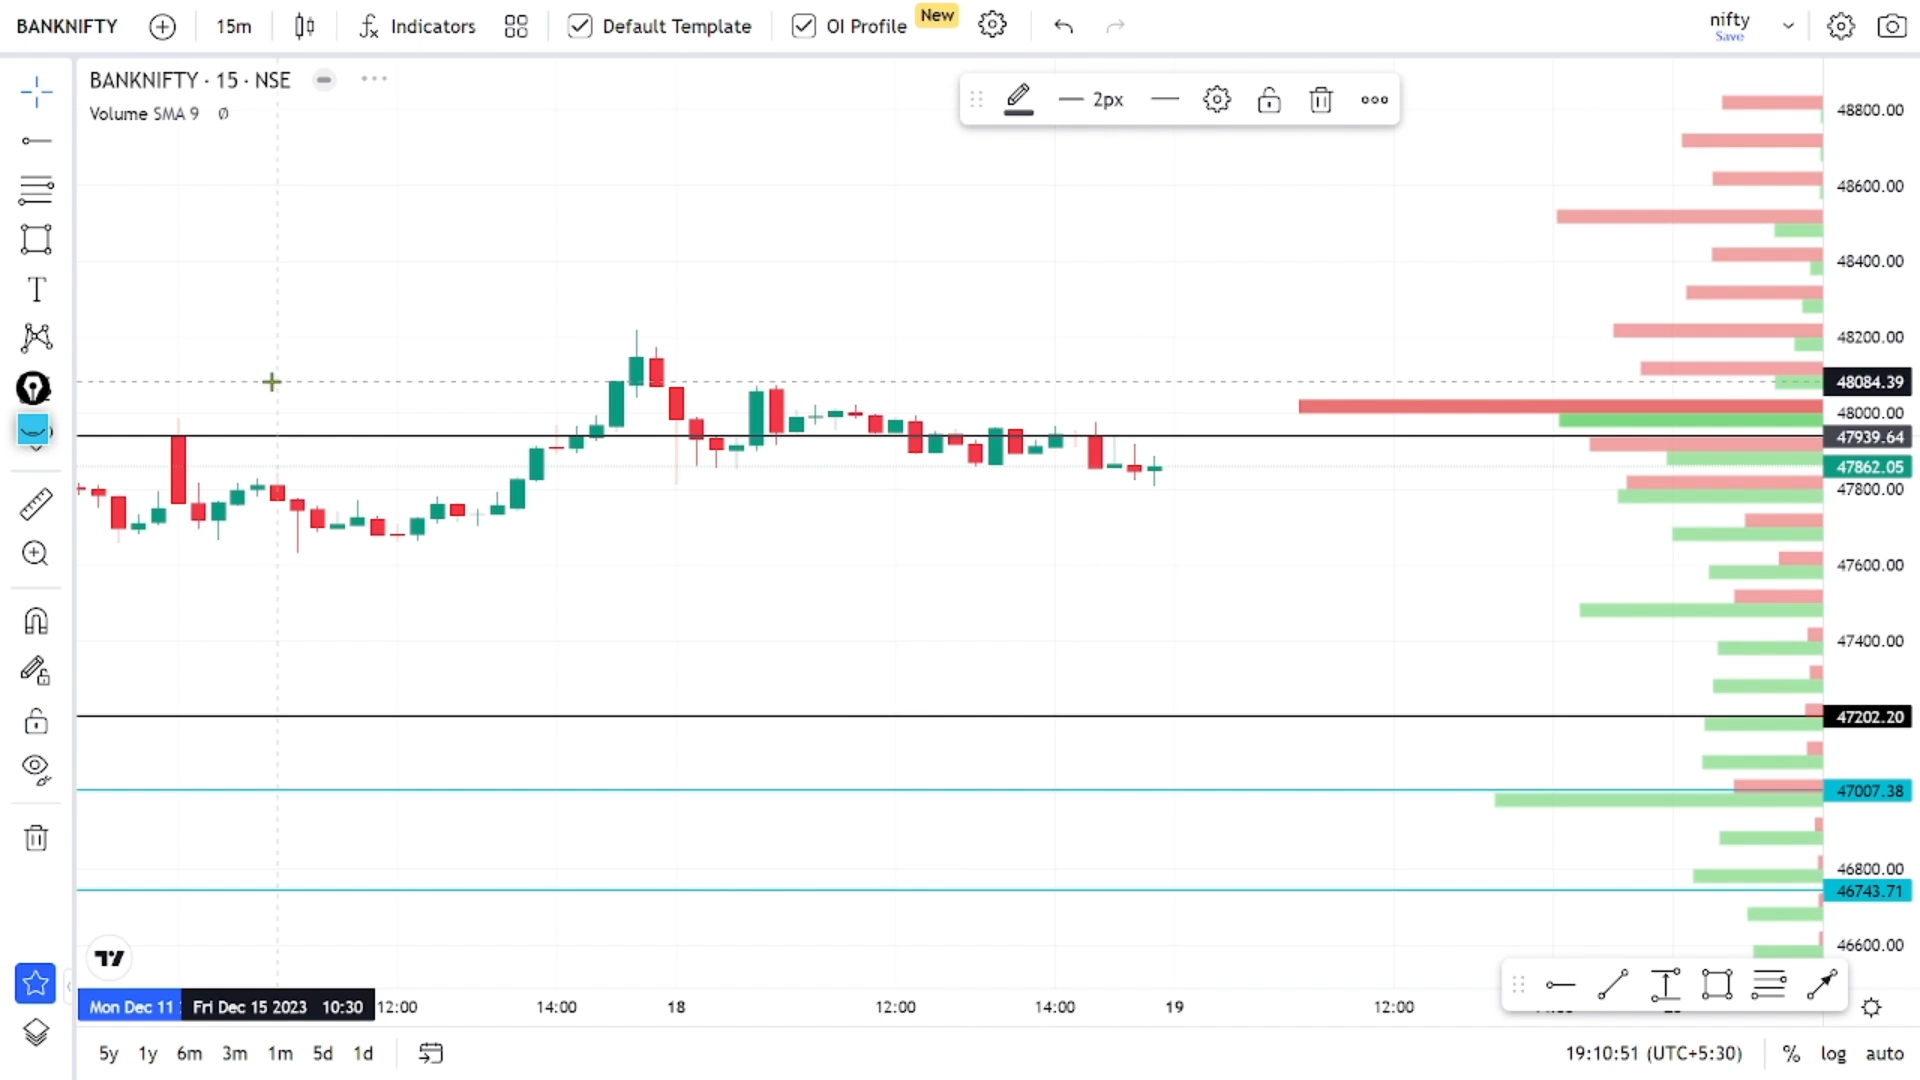 BANKNIFTY 15m Indicators Default Template OI Profile New nifty
Save
BANKNIFTY · 15 · NSE
Volume SMA 9 Ø
2px
48800.00
48600.00
48400.00
48200.00
48084.39
48000.00
47939.64
47862.05
47800.00
47600.00
47400.00
47202.20
47007.38
46800.00
46743.71
46600.00
Mon Dec 11 Fri Dec 15 2023 10:30 12:00 14:00 18 12:00 14:00 19 12:00
5y 1y 6m 3m 1m 5d 1d 19:10:51 (UTC+5:30) % log auto